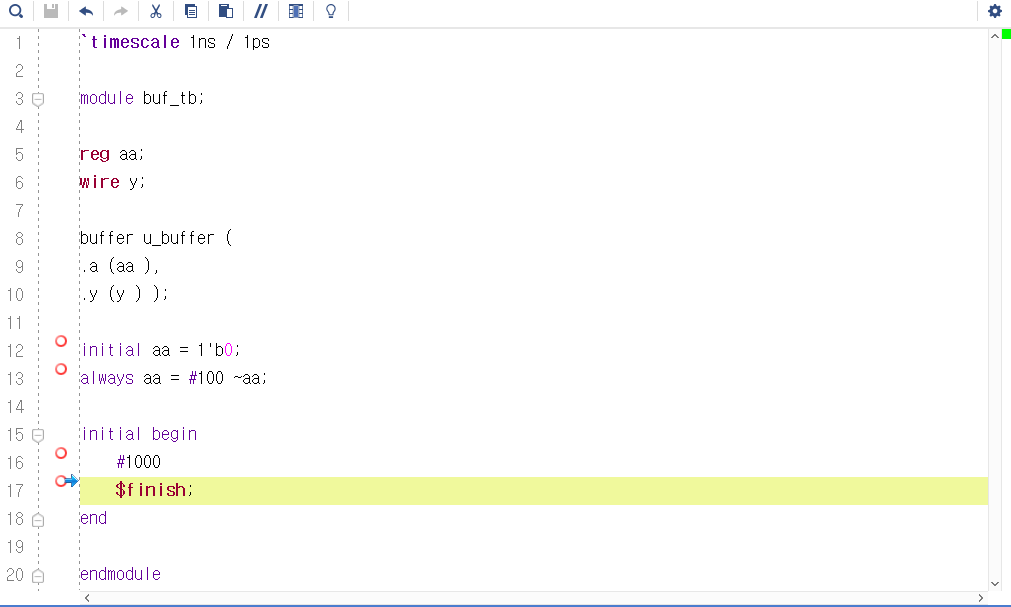 1 `timescale 1ns / 1ps
2
3 module buf_tb;
4
5 reg aa;
6 wire y;
7
8 buffer u_buffer (
9 .a (aa ),
10 .y (y ) );
11
12 initial aa = 1'b0;
13 always aa = #100 ~aa;
14
15 initial begin
16 #1000
17 $finish;
18 end
19
20 endmodule